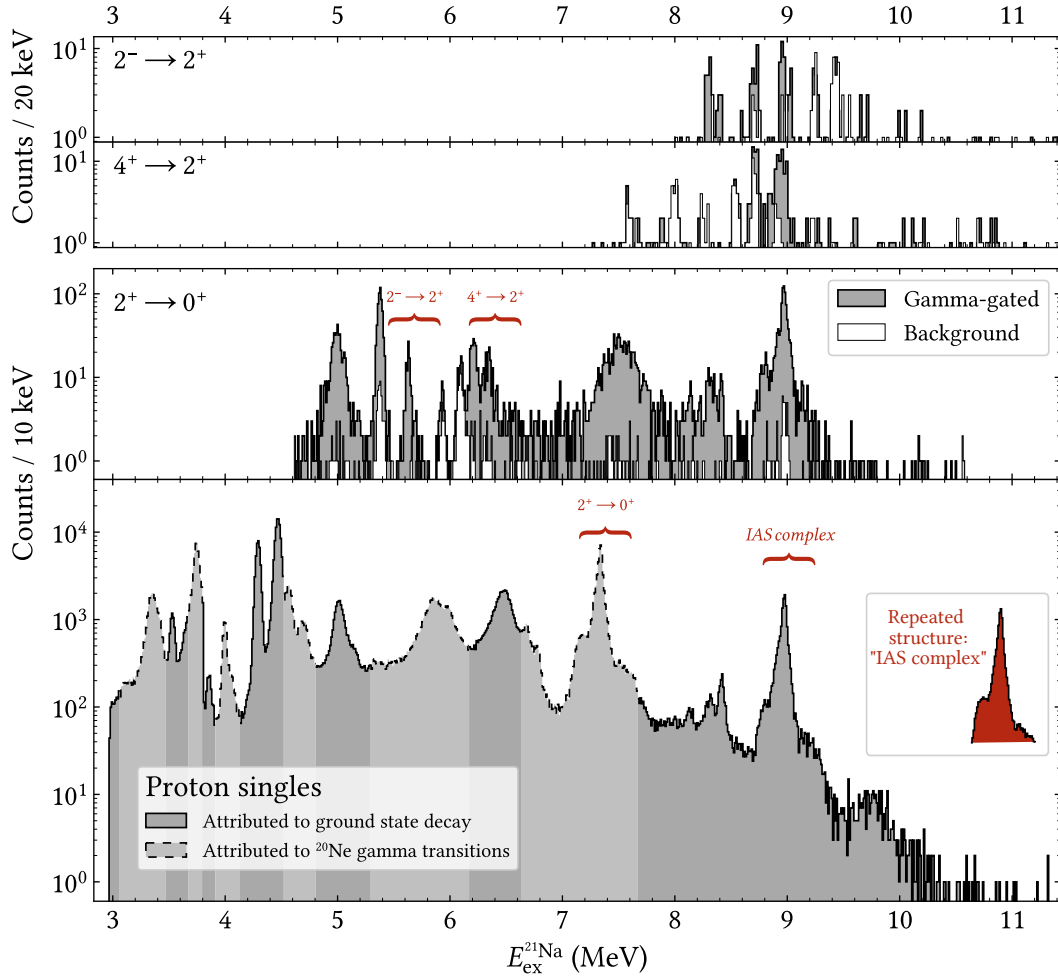 3 4 5 6 7 8 9 10 11
Counts / 20 keV
10¹
10⁰
2⁻ → 2⁺
10¹
10⁰
4⁺ → 2⁺
Counts / 10 keV
10²
10¹
10⁰
2⁺ → 0⁺
2⁻ → 2⁺
4⁺ → 2⁺
Gamma-gated
Background
10⁴
10³
10²
10¹
10⁰
2⁺ → 0⁺
IAS complex
Repeated
structure:
"IAS complex"
Proton singles
Attributed to ground state decay
Attributed to ²⁰Ne gamma transitions
3 4 5 6 7 8 9 10 11
E_ex^²¹Na (MeV)